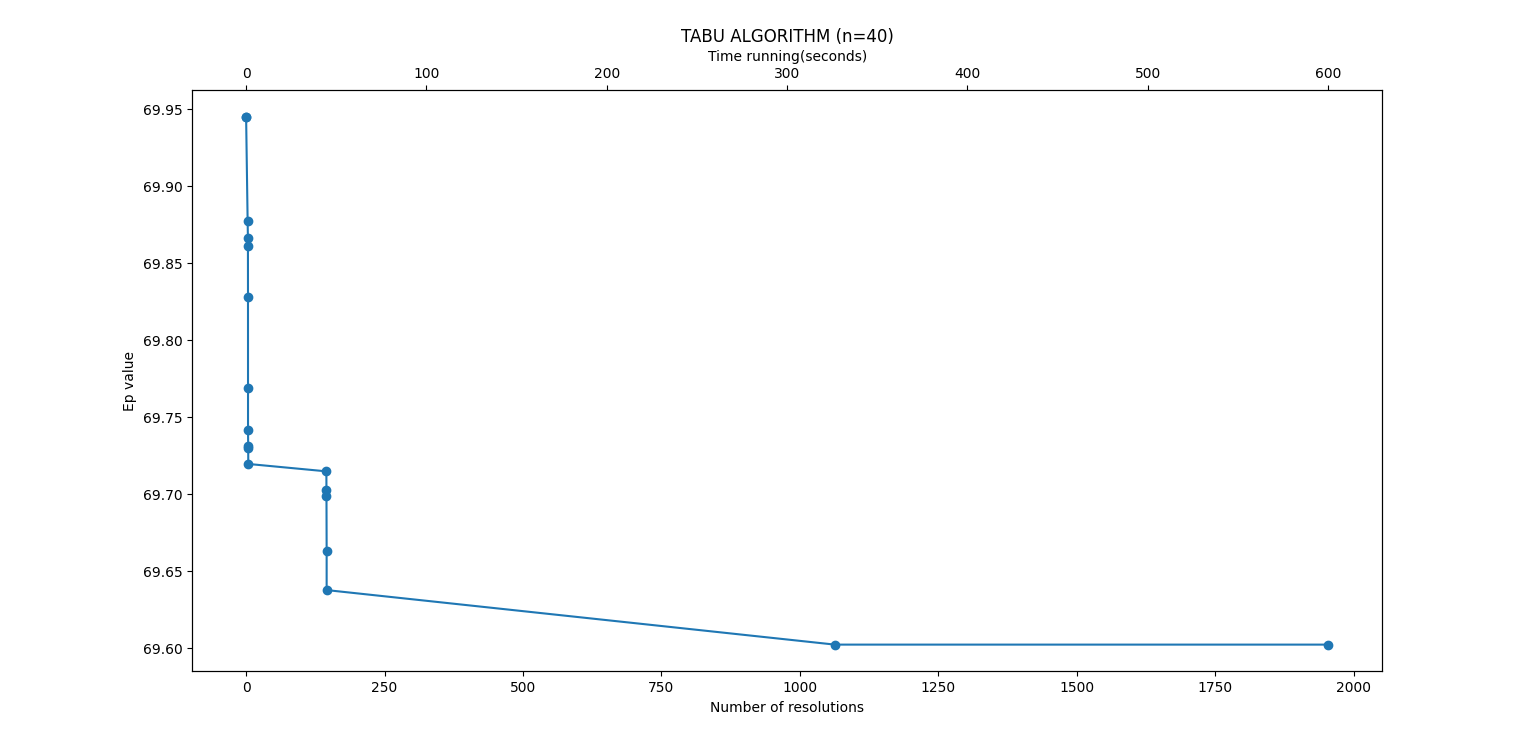 TABU ALGORITHM (n=40)
Time running(seconds)
0 100 200 300 400 500 600
69.95
69.90
69.85
69.80
69.75
69.70
69.65
69.60
Ep value
0 250 500 750 1000 1250 1500 1750 2000
Number of resolutions